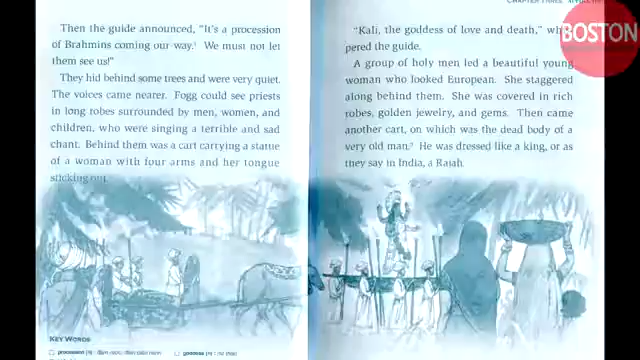 Then the guide announced, "It's a procession
of Brahmins coming our way.¹ We must not let
them see us!"
They hid behind some trees and were very quiet.
The voices came nearer. Fogg could see priests
in long robes surrounded by men, women, and
children, who were singing a terrible and sad
chant. Behind them was a cart carrying a statue
of a woman with four arms and her tongue
sticking out.
KEY WORDS
procession
goddess
CHAPTER THREE
"Kali, the goddess of love and death,"
pered the guide.
A group of holy men led a beautiful young
woman who looked European. She staggered
along behind them. She was covered in rich
robes, golden jewelry, and gems. Then came
another cart, on which was the dead body of a
very old man.² He was dressed like a king, or as
they say in India, a Rajah.
BOSTON